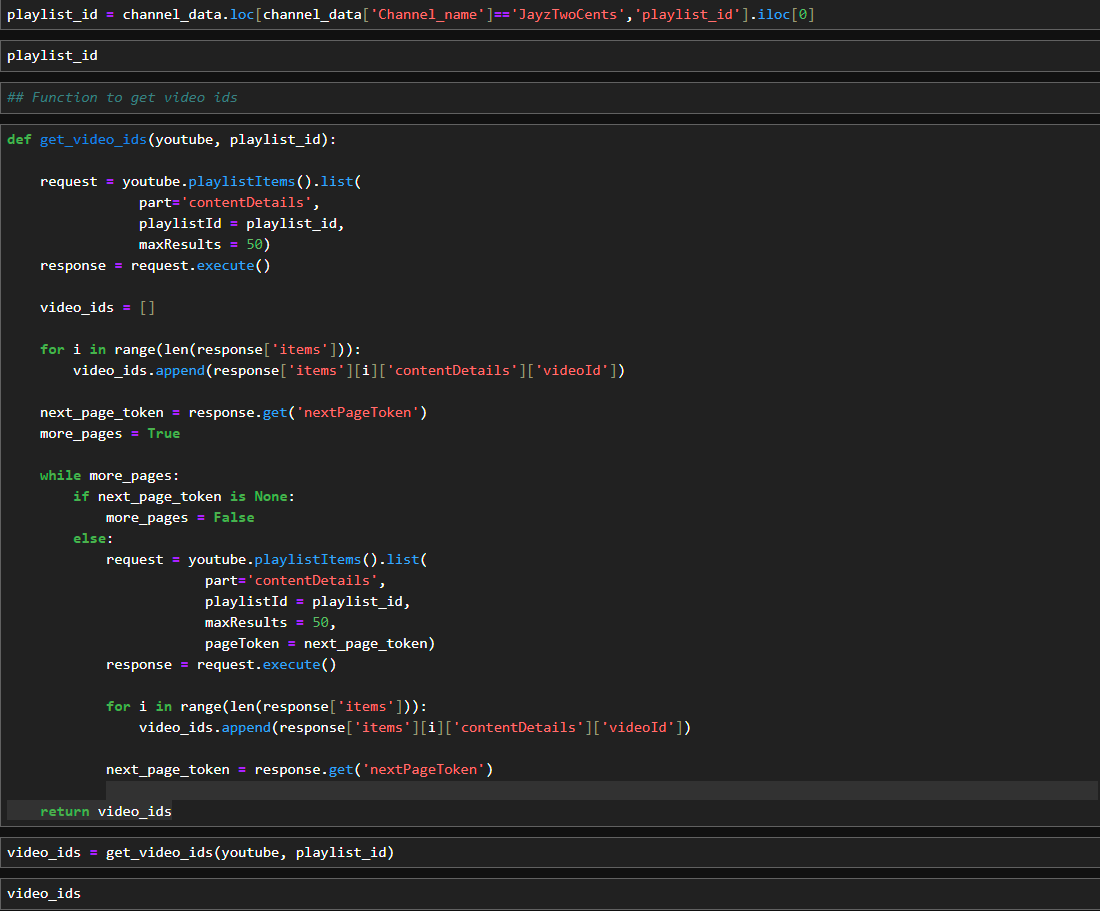 playlist_id = channel_data.loc[channel_data['Channel_name']=='JayzTwoCents','playlist_id'].iloc[0]
playlist_id
## Function to get video ids
def get_video_ids(youtube, playlist_id):
    request = youtube.playlistItems().list(
                part='contentDetails',
                playlistId = playlist_id,
                maxResults = 50)
    response = request.execute()
    video_ids = []
    for i in range(len(response['items'])):
        video_ids.append(response['items'][i]['contentDetails']['videoId'])
    next_page_token = response.get('nextPageToken')
    more_pages = True
    while more_pages:
        if next_page_token is None:
            more_pages = False
        else:
            request = youtube.playlistItems().list(
                        part='contentDetails',
                        playlistId = playlist_id,
                        maxResults = 50,
                        pageToken = next_page_token)
            response = request.execute()
            for i in range(len(response['items'])):
                video_ids.append(response['items'][i]['contentDetails']['videoId'])
            next_page_token = response.get('nextPageToken')
    return video_ids
video_ids = get_video_ids(youtube, playlist_id)
video_ids